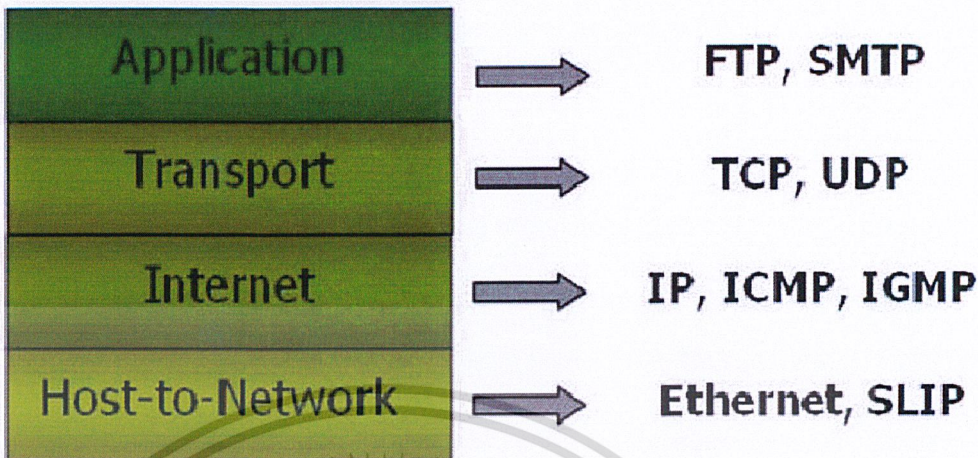 Application
FTP, SMTP
Transport
TCP, UDP
Internet
IP, ICMP, IGMP
Host-to-Network
Ethernet, SLIP